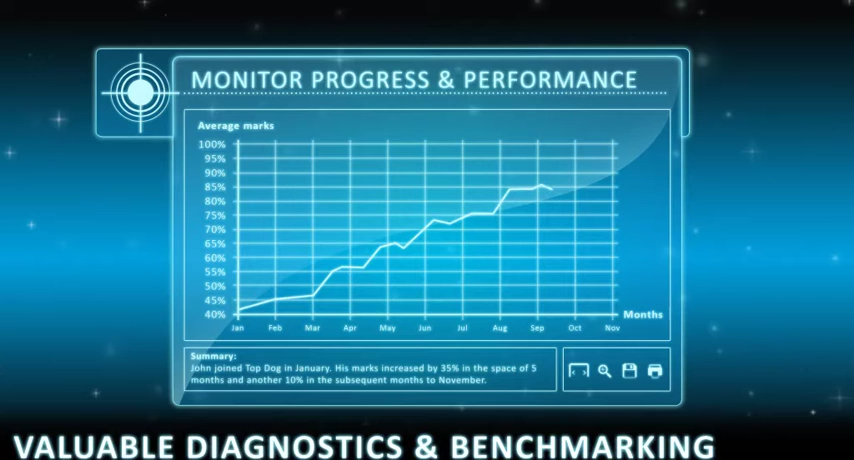 MONITOR PROGRESS & PERFORMANCE
Average marks
100%
95%
90%
85%
80%
75%
70%
65%
60%
55%
50%
45%
40%
Months
Jan Feb Mar Apr May Jun Jul Aug Sep Oct Nov
Summary:
John joined Top Dog in January. His marks increased by 35% in the space of 5
months and another 10% in the subsequent months to November.
VALUABLE DIAGNOSTICS & BENCHMARKING